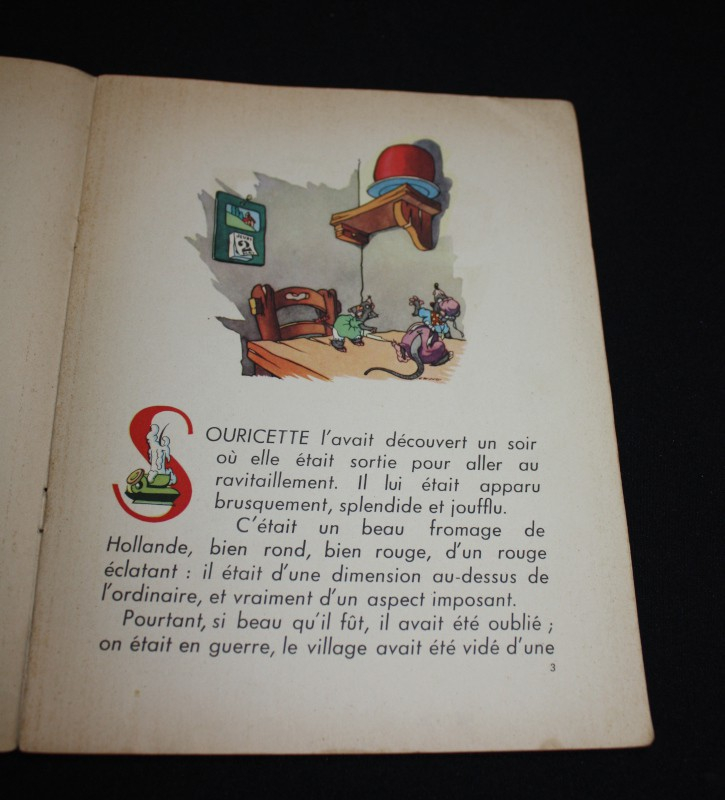 2
SOURICETTE l'avait découvert un soir
où elle était sortie pour aller au
ravitaillement. Il lui était apparu
brusquement, splendide et joufflu.
C'était un beau fromage de
Hollande, bien rond, bien rouge, d'un rouge
éclatant : il était d'une dimension au-dessus de
l'ordinaire, et vraiment d'un aspect imposant.
Pourtant, si beau qu'il fût, il avait été oublié ;
on était en guerre, le village avait été vidé d'une
3